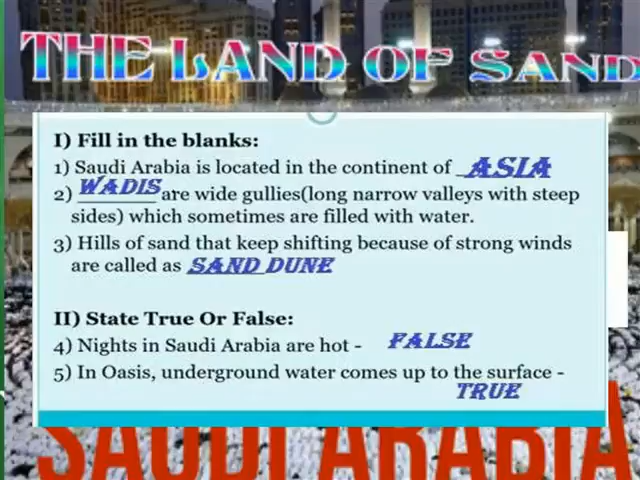 THE LAND OF SAND
I) Fill in the blanks:
1) Saudi Arabia is located in the continent of _ASIA
2) WADIS are wide gullies(long narrow valleys with steep
sides) which sometimes are filled with water.
3) Hills of sand that keep shifting because of strong winds
are called as SAND DUNE
II) State True Or False:
4) Nights in Saudi Arabia are hot - FALSE
5) In Oasis, underground water comes up to the surface -
TRUE
SAUDI ARABIA